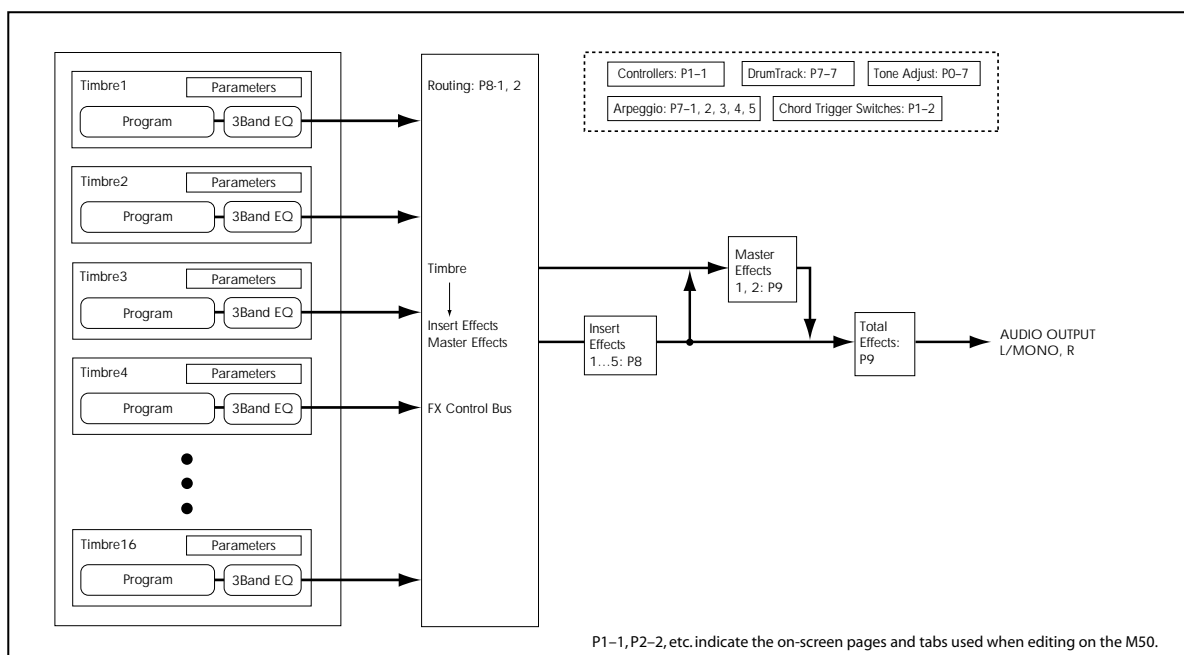 Timbre1
Parameters
Program
3Band EQ
Timbre2
Parameters
Program
3Band EQ
Timbre3
Parameters
Program
3Band EQ
Timbre4
Parameters
Program
3Band EQ
Timbre16
Parameters
Program
3Band EQ
Routing: P8-1, 2
Timbre
Insert Effects
Master Effects
FX Control Bus
Controllers: P1–1
DrumTrack: P7–7
Tone Adjust: P0–7
Arpeggio: P7–1, 2, 3, 4, 5
Chord Trigger Switches: P1–2
Insert
Effects
1...5: P8
Master
Effects
1, 2: P9
Total
Effects:
P9
AUDIO OUTPUT
L/MONO, R
P1–1, P2–2, etc. indicate the on-screen pages and tabs used when editing on the M50.